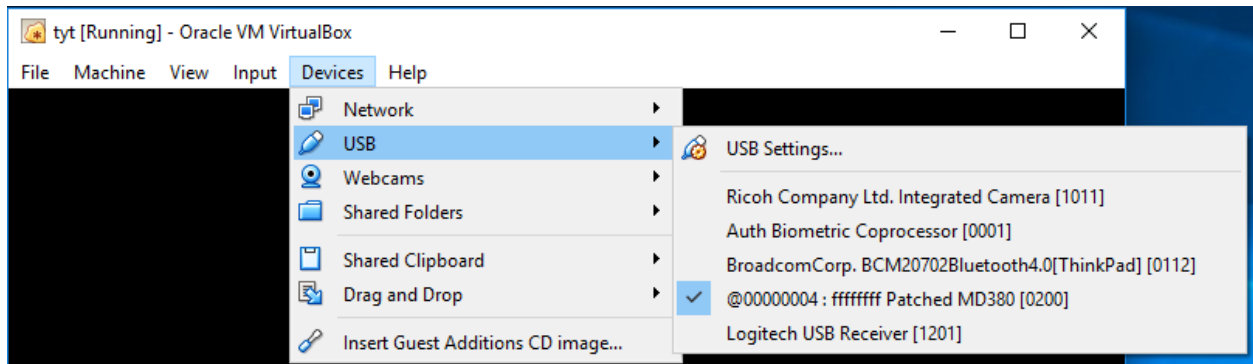 tyt [Running] - Oracle VM VirtualBox
File Machine View Input Devices Help
Network
USB
Webcams
Shared Folders
Shared Clipboard
Drag and Drop
Insert Guest Additions CD image...
USB Settings...
Ricoh Company Ltd. Integrated Camera [1011]
Auth Biometric Coprocessor [0001]
BroadcomCorp. BCM20702Bluetooth4.0[ThinkPad] [0112]
@00000004 : ffffffff Patched MD380 [0200]
Logitech USB Receiver [1201]